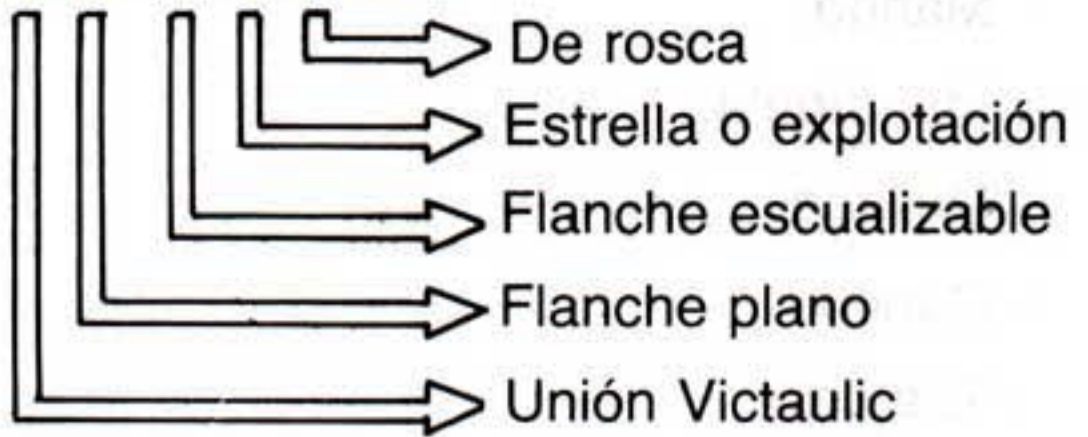 De rosca
Estrella o explotación
Flanche escualizable
Flanche plano
Unión Victaulic